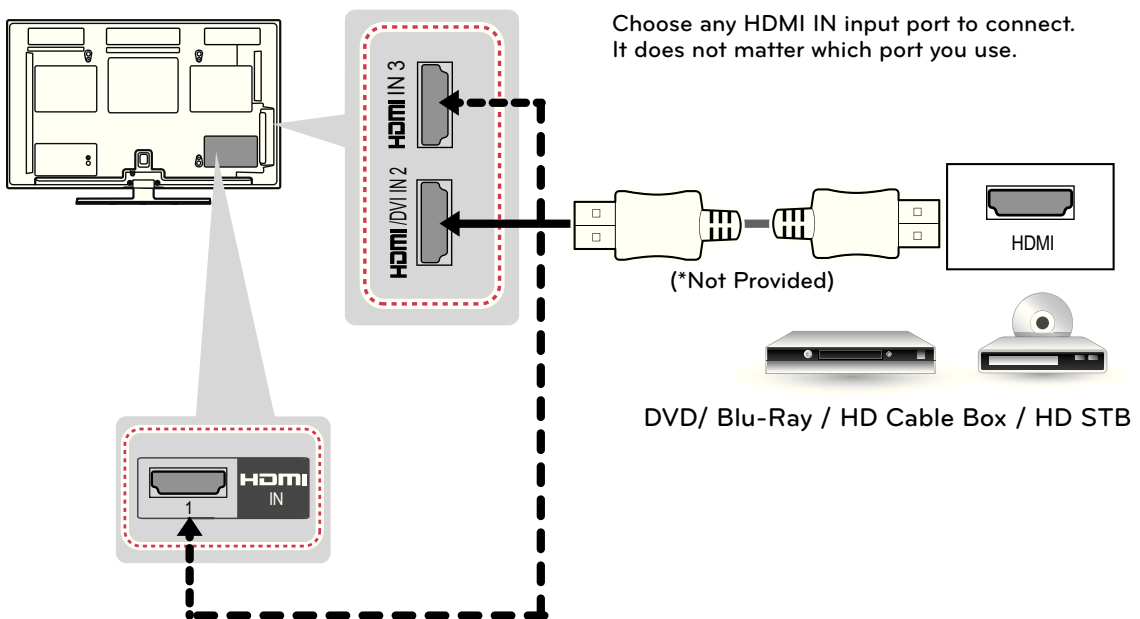 Choose any HDMI IN input port to connect.
It does not matter which port you use.
HDMI IN 3
HDMI /DVI IN 2
(*Not Provided)
HDMI
DVD/ Blu-Ray / HD Cable Box / HD STB
1
HDMI
IN